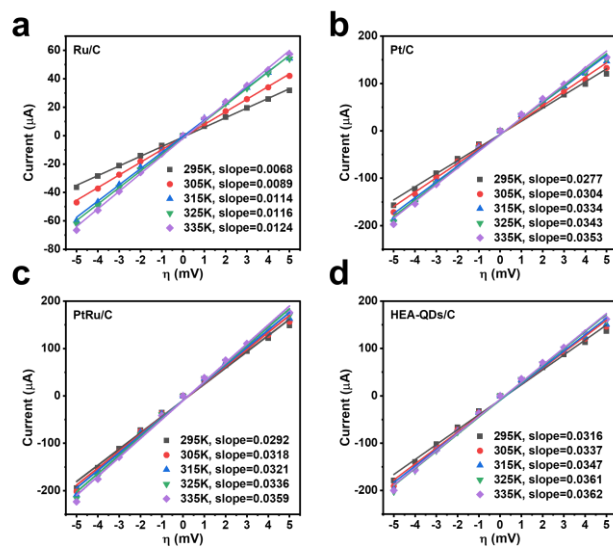 a
Ru/C
Current (μA)
60
40
20
0
-20
-40
-60
-80
295K, slope=0.0068
305K, slope=0.0089
315K, slope=0.0114
325K, slope=0.0116
335K, slope=0.0124
-5 -4 -3 -2 -1 0 1 2 3 4 5
η (mV)
b
Pt/C
Current (μA)
200
100
0
-100
-200
295K, slope=0.0277
305K, slope=0.0304
315K, slope=0.0334
325K, slope=0.0343
335K, slope=0.0353
-5 -4 -3 -2 -1 0 1 2 3 4 5
η (mV)
c
PtRu/C
Current (μA)
200
100
0
-100
-200
295K, slope=0.0292
305K, slope=0.0318
315K, slope=0.0321
325K, slope=0.0336
335K, slope=0.0359
-5 -4 -3 -2 -1 0 1 2 3 4 5
η (mV)
d
HEA-QDs/C
Current (μA)
200
100
0
-100
-200
295K, slope=0.0316
305K, slope=0.0337
315K, slope=0.0347
325K, slope=0.0361
335K, slope=0.0362
-5 -4 -3 -2 -1 0 1 2 3 4 5
η (mV)